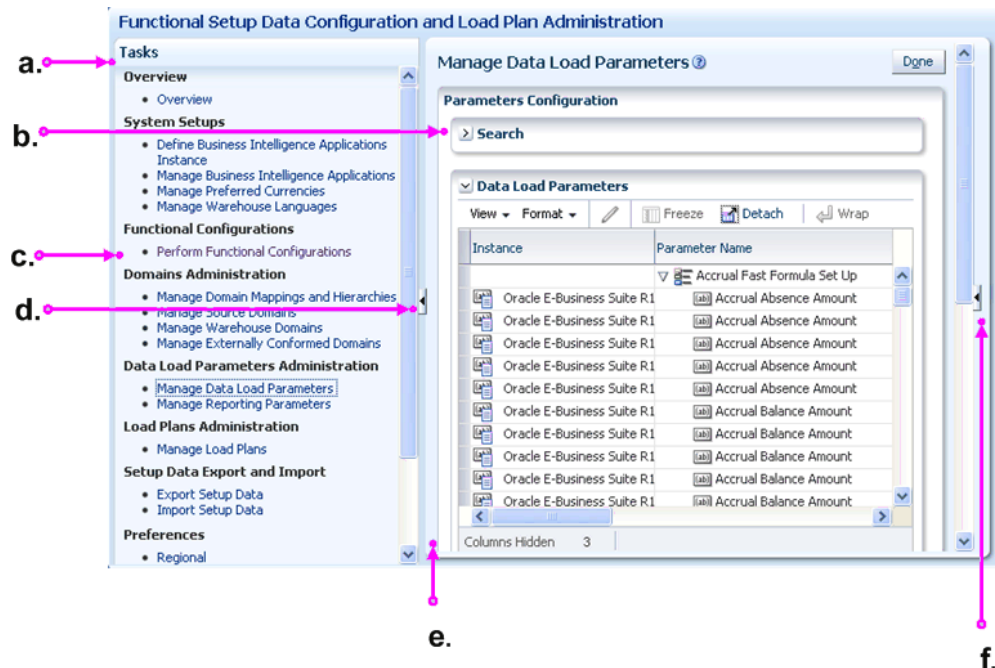 Functional Setup Data Configuration and Load Plan Administration
a.
Tasks
Overview
• Overview
System Setups
• Define Business Intelligence Applications
Instance
• Manage Business Intelligence Applications
• Manage Preferred Currencies
• Manage Warehouse Languages
Functional Configurations
c.
• Perform Functional Configurations
Domains Administration
• Manage Domain Mappings and Hierarchies
d.
• Manage Source Domains
• Manage Warehouse Domains
• Manage Externally Conformed Domains
Data Load Parameters Administration
• Manage Data Load Parameters
• Manage Reporting Parameters
Load Plans Administration
• Manage Load Plans
Setup Data Export and Import
• Export Setup Data
• Import Setup Data
Preferences
• Regional
Manage Data Load Parameters ?
Done
Parameters Configuration
b.
Search
Data Load Parameters
View Format Freeze Detach Wrap
Instance Parameter Name
Accrual Fast Formula Set Up
Oracle E-Business Suite R1 Accrual Absence Amount
Oracle E-Business Suite R1 Accrual Absence Amount
Oracle E-Business Suite R1 Accrual Absence Amount
Oracle E-Business Suite R1 Accrual Absence Amount
Oracle E-Business Suite R1 Accrual Absence Amount
Oracle E-Business Suite R1 Accrual Balance Amount
Oracle E-Business Suite R1 Accrual Balance Amount
Oracle E-Business Suite R1 Accrual Balance Amount
Oracle E-Business Suite R1 Accrual Balance Amount
Oracle E-Business Suite R1 Accrual Balance Amount
Columns Hidden 3
e.
f.